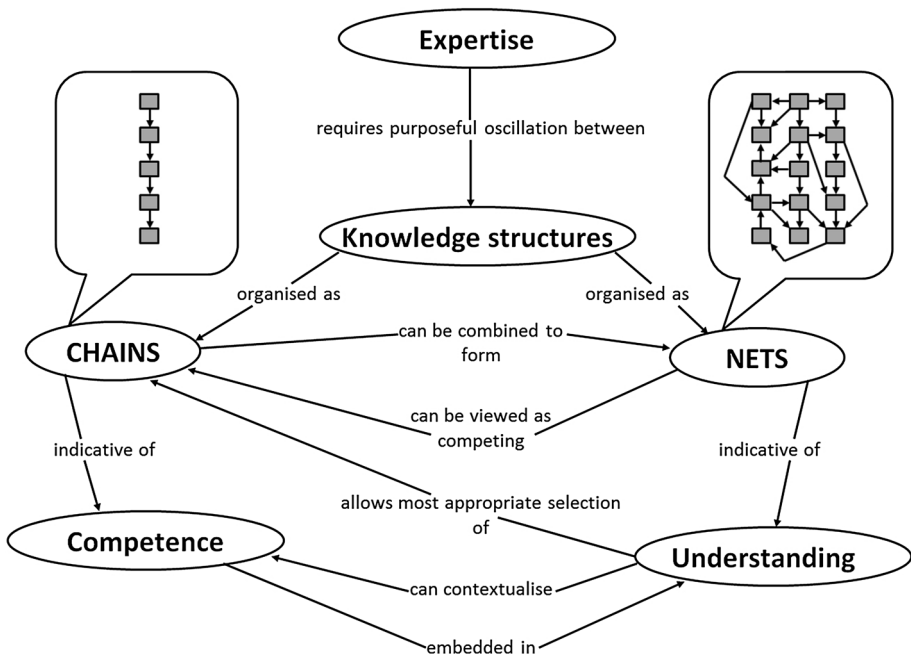 Expertise
requires purposeful oscillation between
Knowledge structures
organised as
organised as
CHAINS
can be combined to
form
NETS
can be viewed as
competing
indicative of
indicative of
allows most appropriate selection
of
Competence
Understanding
can contextualise
embedded in